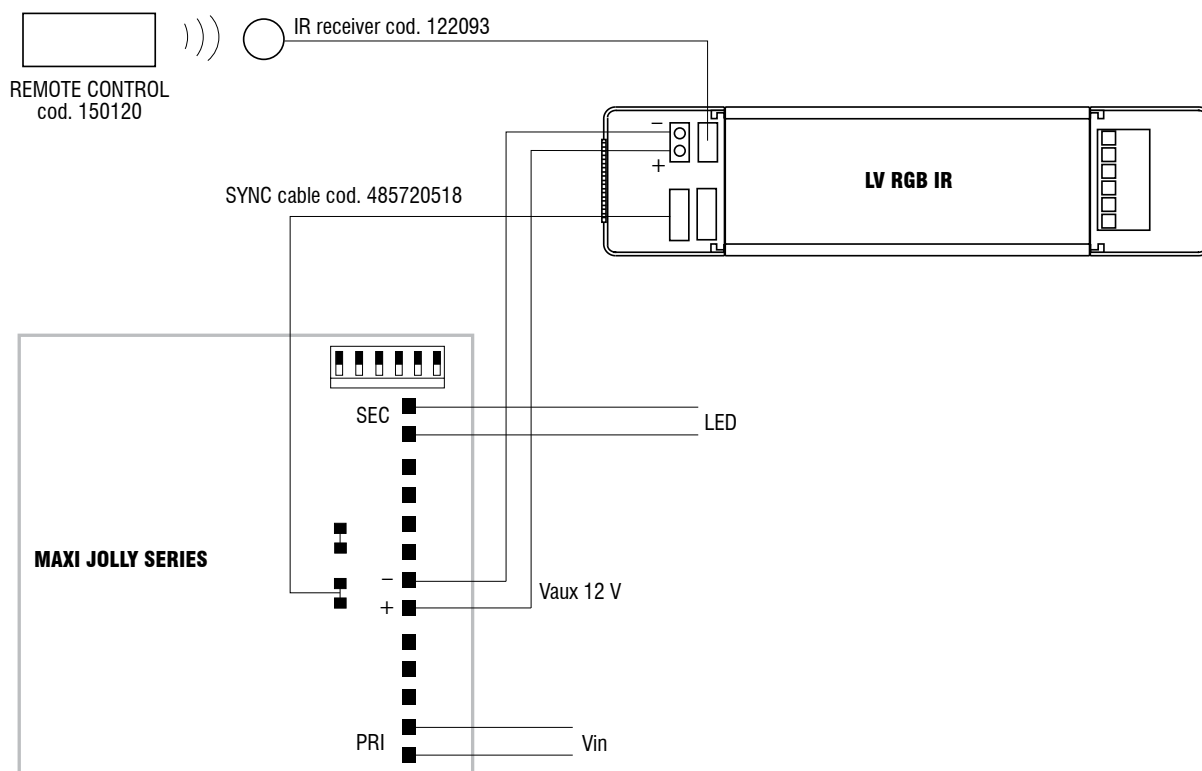 IR receiver cod. 122093
REMOTE CONTROL
cod. 150120
−
+
LV RGB IR
SYNC cable cod. 485720518
SEC
LED
MAXI JOLLY SERIES
−
+
Vaux 12 V
PRI
Vin